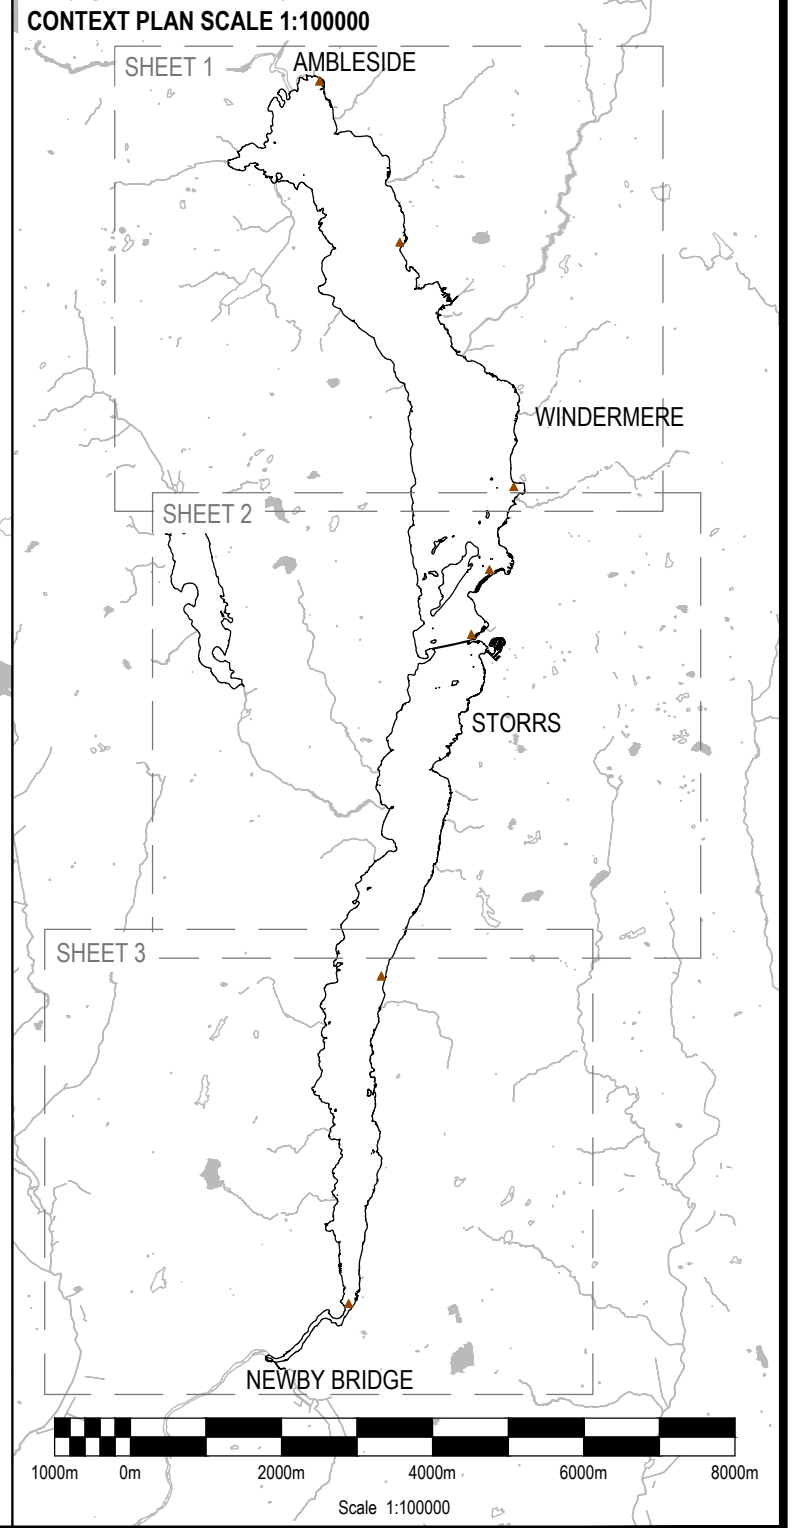 CONTEXT PLAN SCALE 1:100000
AMBLESIDE
SHEET 1
WINDERMERE
SHEET 2
STORRS
SHEET 3
NEWBY BRIDGE
1000m 0m 2000m 4000m 6000m 8000m
Scale 1:100000